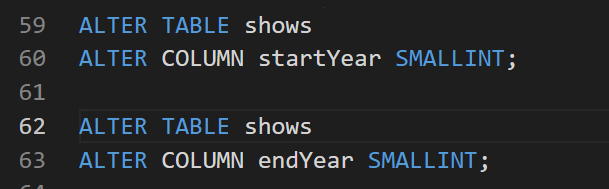 59 ALTER TABLE shows
60 ALTER COLUMN startYear SMALLINT;
61
62 ALTER TABLE shows
63 ALTER COLUMN endYear SMALLINT;